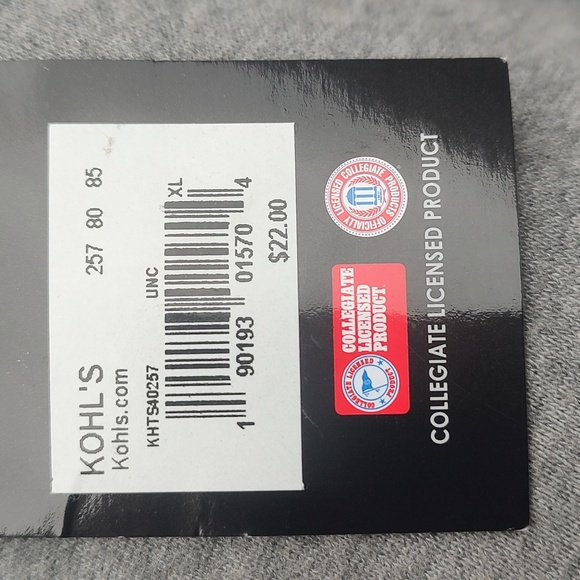 KOHL'S
Kohls.com
257 80 85
KHTS40257 UNC XL
1 90193 01570 4
$22.00
COLLEGIATE
LICENSED
PRODUCT
COLLEGIATE LICENSED
PRODUCT
OFFICIALLY LICENSED COLLEGIATE PRODUCTS
COLLEGIATE LICENSED PRODUCT